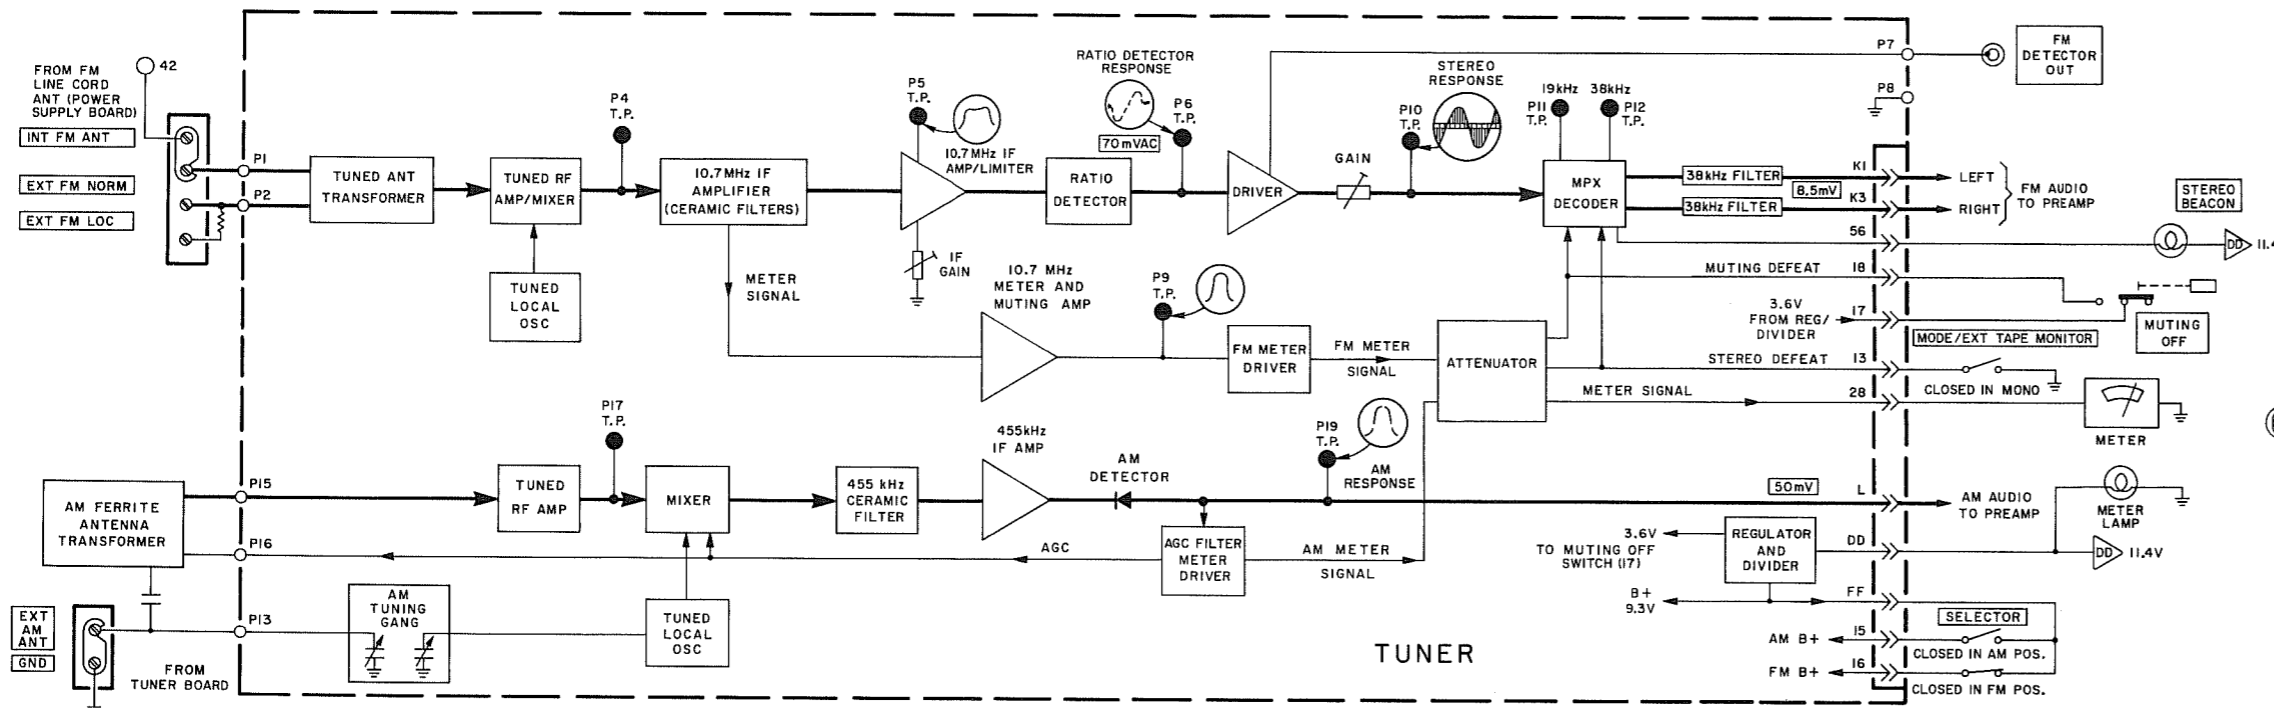 FROM FM
LINE CORD
ANT (POWER
SUPPLY BOARD)
42
INT FM ANT
EXT FM NORM
EXT FM LOC
P1
P2
TUNED ANT
TRANSFORMER
TUNED RF
AMP/MIXER
TUNED
LOCAL
OSC
P4
T.P.
10.7MHz IF
AMPLIFIER
(CERAMIC FILTERS)
METER
SIGNAL
P5
T.P.
10.7MHz IF
AMP/LIMITER
IF
GAIN
RATIO DETECTOR
RESPONSE
P6
T.P.
70mVAC
RATIO
DETECTOR
DRIVER
GAIN
STEREO
RESPONSE
P10
T.P.
19kHz
P11
T.P.
38kHz
P12
T.P.
MPX
DECODER
P7
FM
DETECTOR
OUT
P8
38kHz FILTER
K1
LEFT
8.5mV
38kHz FILTER
K3
RIGHT
FM AUDIO
TO PREAMP
STEREO
BEACON
56
DD
11.4
MUTING DEFEAT
18
3.6V
FROM REG/
DIVIDER
17
MUTING
OFF
MODE/EXT TAPE MONITOR
STEREO DEFEAT
13
CLOSED IN MONO
METER SIGNAL
28
METER
10.7 MHz
METER AND
MUTING AMP
P9
T.P.
FM METER
DRIVER
FM METER
SIGNAL
ATTENUATOR
AM FERRITE
ANTENNA
TRANSFORMER
P15
P16
P13
EXT
AM
ANT
GND
FROM
TUNER BOARD
TUNED
RF AMP
P17
T.P.
MIXER
455 kHz
CERAMIC
FILTER
455kHz
IF AMP
AM
DETECTOR
P19
T.P.
AM
RESPONSE
50mV
L
AM AUDIO
TO PREAMP
METER
LAMP
AGC
AGC FILTER
METER
DRIVER
AM METER
SIGNAL
AM
TUNING
GANG
TUNED
LOCAL
OSC
3.6V
TO MUTING OFF
SWITCH (17)
REGULATOR
AND
DIVIDER
DD
DD
11.4V
B+
9.3V
FF
SELECTOR
AM B+
15
CLOSED IN AM POS.
FM B+
16
CLOSED IN FM POS.
TUNER